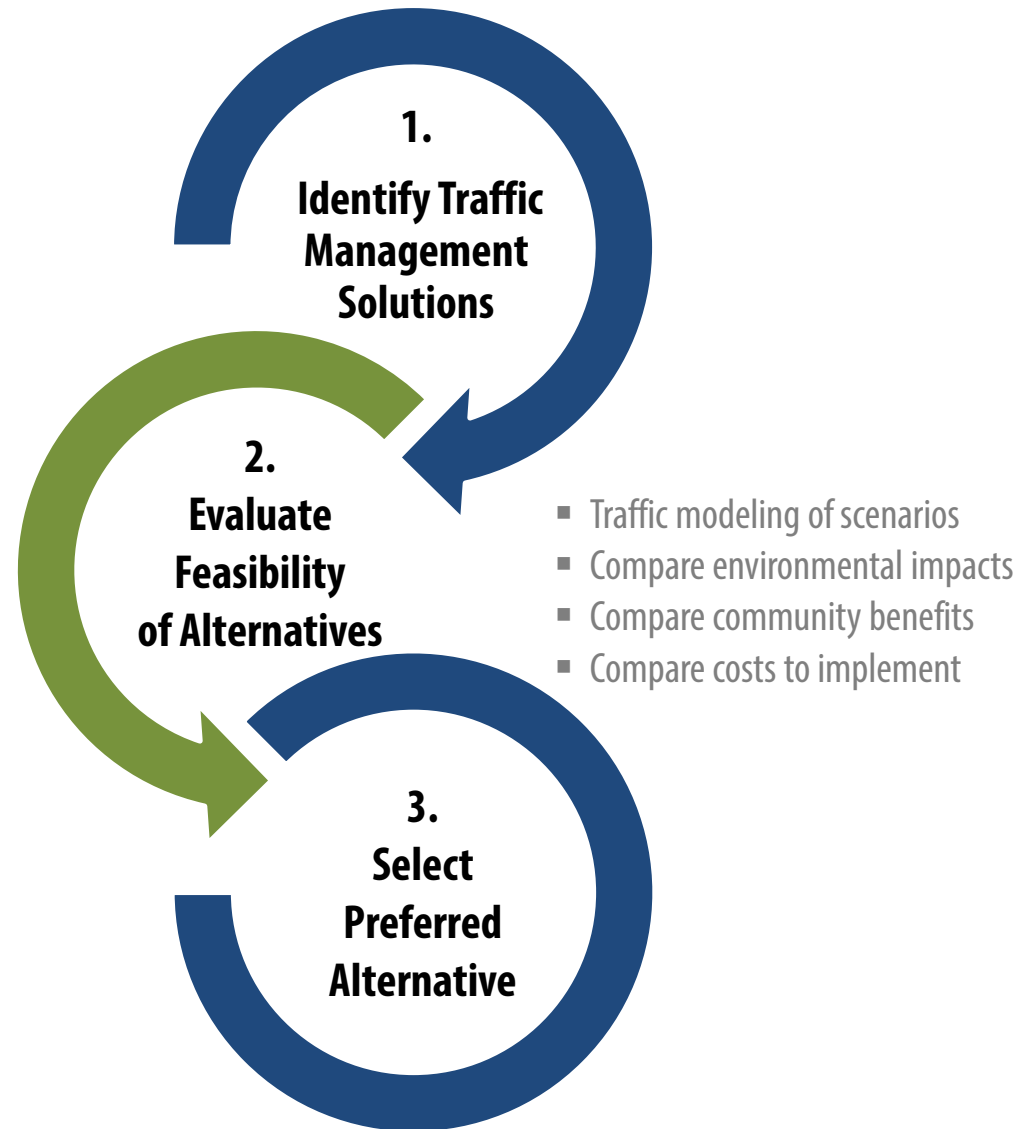 1.
Identify Traffic
Management
Solutions
2.
Evaluate
Feasibility
of Alternatives
▪ Traffic modeling of scenarios
▪ Compare environmental impacts
▪ Compare community benefits
▪ Compare costs to implement
3.
Select
Preferred
Alternative